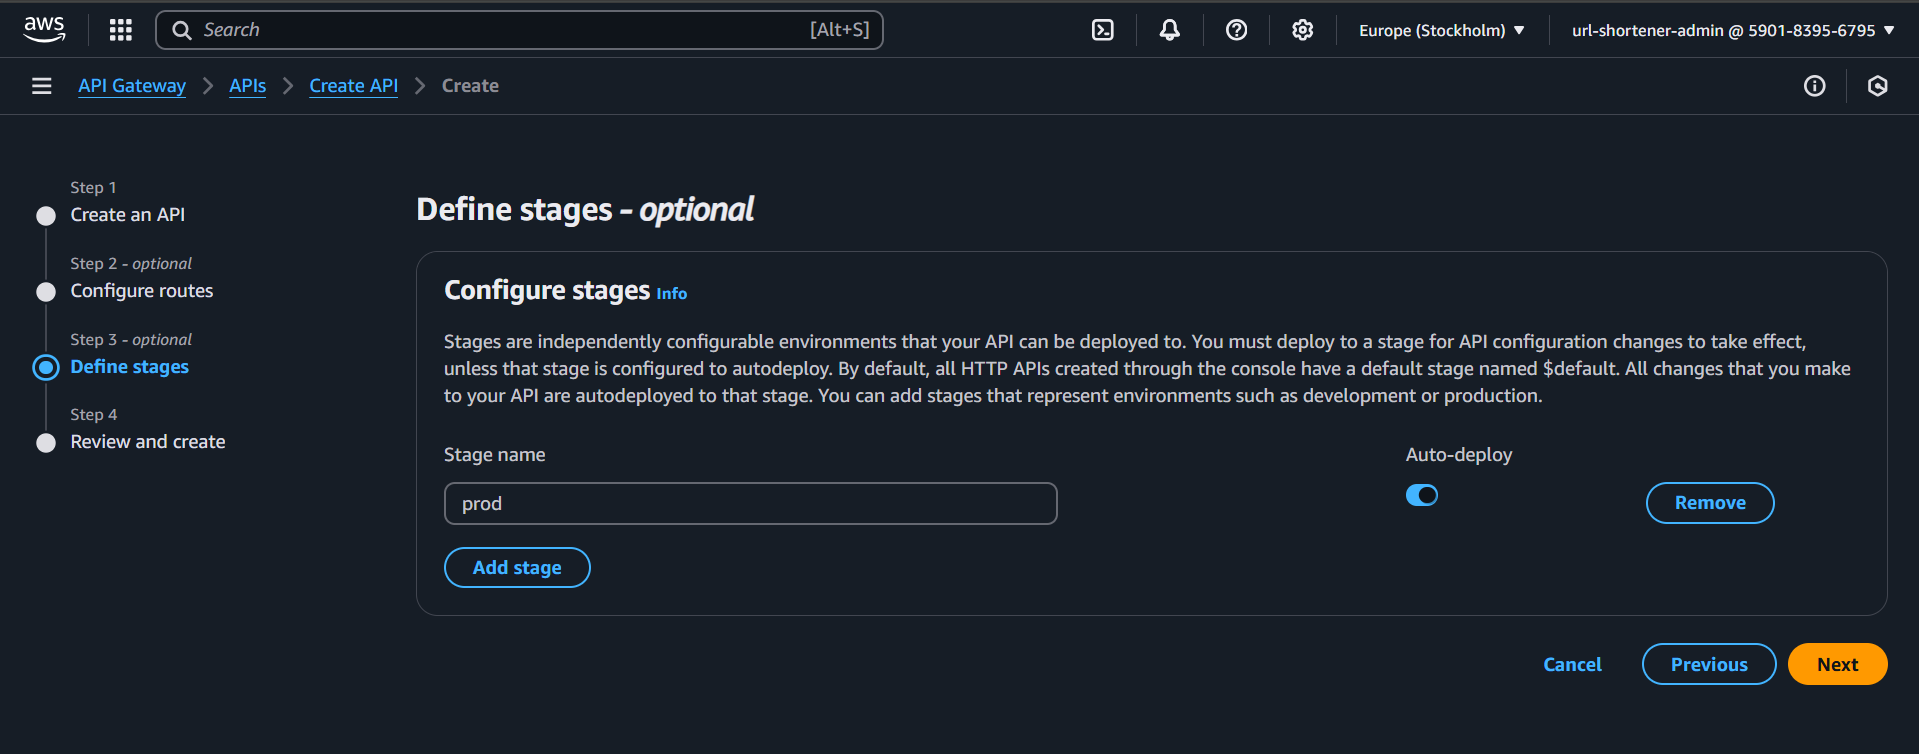 aws
Search [Alt+S]
Europe (Stockholm)
url-shortener-admin @ 5901-8395-6795
API Gateway
APIs
Create API
Create
Step 1
Create an API
Step 2 - optional
Configure routes
Step 3 - optional
Define stages
Step 4
Review and create
Define stages - optional
Configure stages Info
Stages are independently configurable environments that your API can be deployed to. You must deploy to a stage for API configuration changes to take effect,
unless that stage is configured to autodeploy. By default, all HTTP APIs created through the console have a default stage named $default. All changes that you make
to your API are autodeployed to that stage. You can add stages that represent environments such as development or production.
Stage name
Auto-deploy
prod
Remove
Add stage
Cancel
Previous
Next